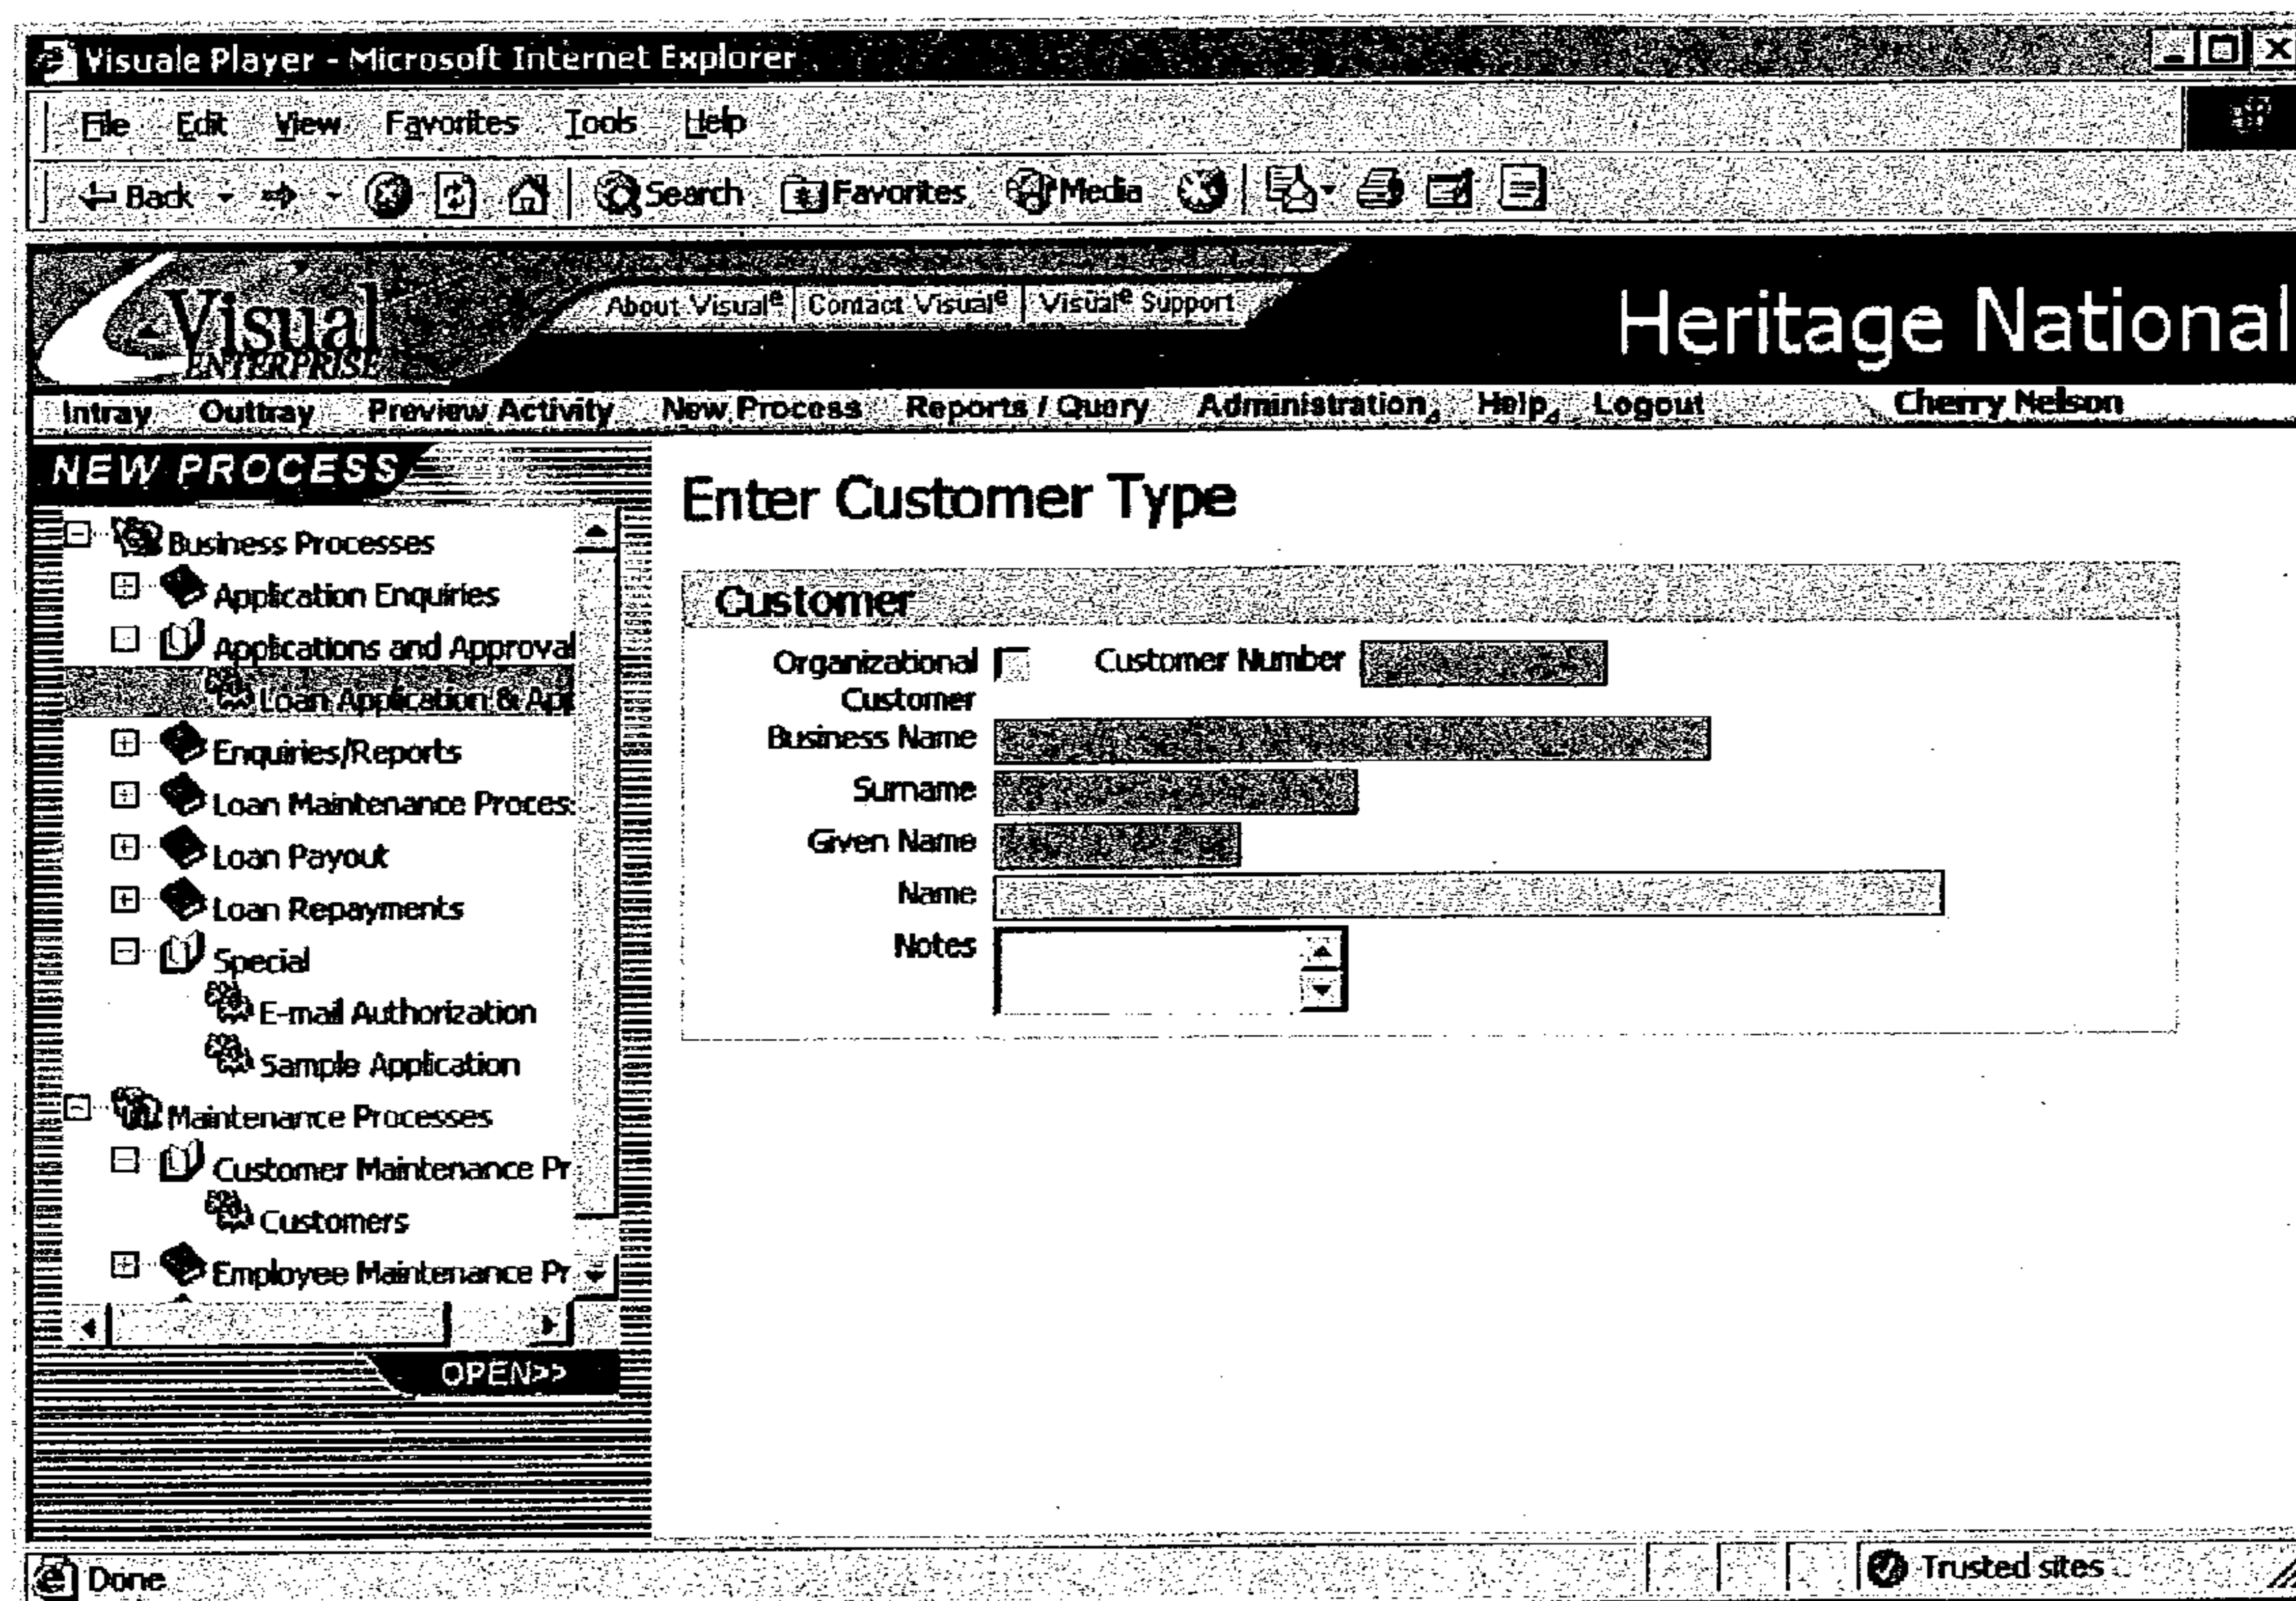 Visuale Player - Microsoft Internet Explorer
File Edit View Favorites Tools Help
Back Search Favorites Media
Visual ENTERPRISE
About Visuale | Contact Visuale | Visuale Support
Heritage National
Intray Outtray Preview Activity New Process Reports / Query Administration Help Logout Cherry Nelson
NEW PROCESS
Business Processes
Application Enquiries
Applications and Approval
Loan Application & App
Enquiries/Reports
Loan Maintenance Process
Loan Payout
Loan Repayments
Special
E-mail Authorization
Sample Application
Maintenance Processes
Customer Maintenance Pr
Customers
Employee Maintenance Pr
OPEN>>
Enter Customer Type
Customer
Organizational Customer
Customer Number
Business Name
Surname
Given Name
Name
Notes
Done
Trusted sites